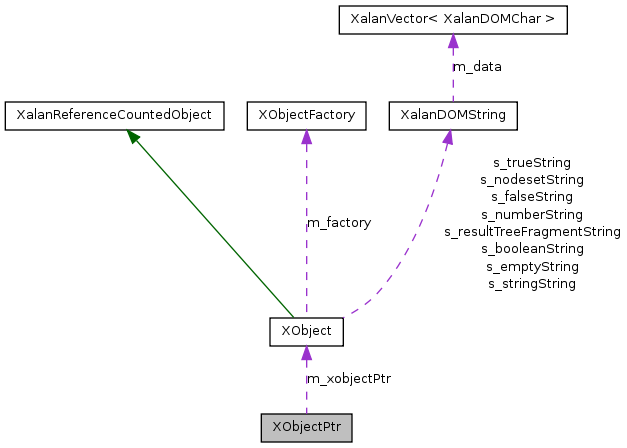 XalanVector< XalanDOMChar >
m_data
XalanReferenceCountedObject
XObjectFactory
XalanDOMString
s_trueString
s_nodesetString
s_falseString
s_numberString
s_resultTreeFragmentString
s_booleanString
s_emptyString
s_stringString
m_factory
XObject
m_xobjectPtr
XObjectPtr